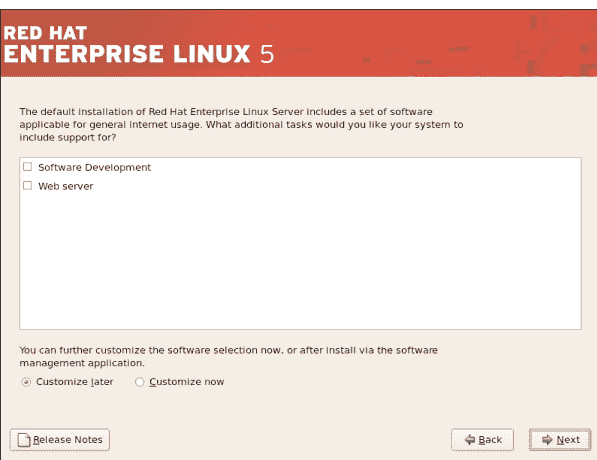 RED HAT
ENTERPRISE LINUX 5
The default installation of Red Hat Enterprise Linux Server includes a set of software
applicable for general internet usage. What additional tasks would you like your system to
include support for?
Software Development
Web server
You can further customize the software selection now, or after install via the software
management application.
Customize later Customize now
Release Notes Back Next